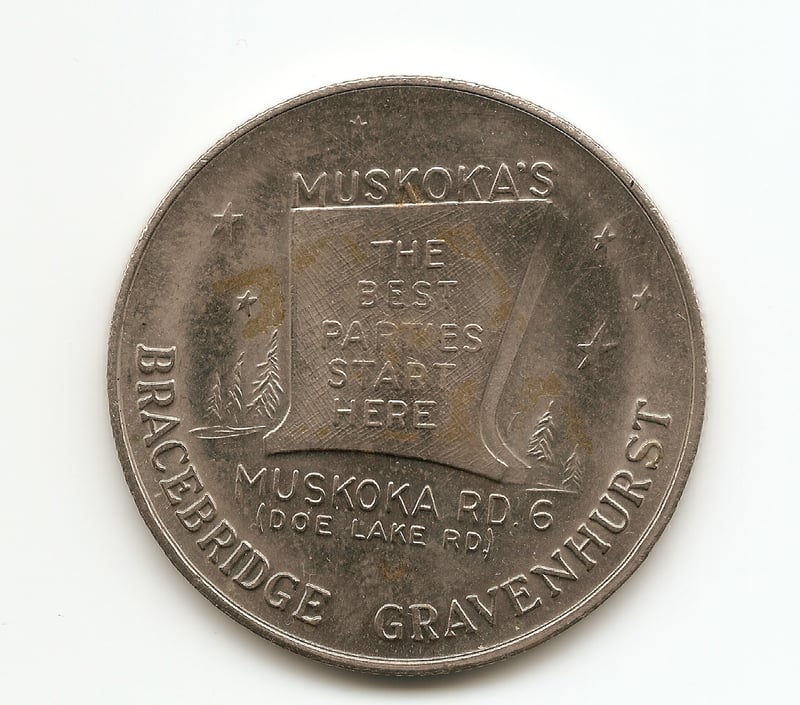 MUSKOKA'S
THE
BEST
PARTIES
START
HERE
MUSKOKA RD. 6
(DOE LAKE RD.)
BRACEBRIDGE GRAVENHURST